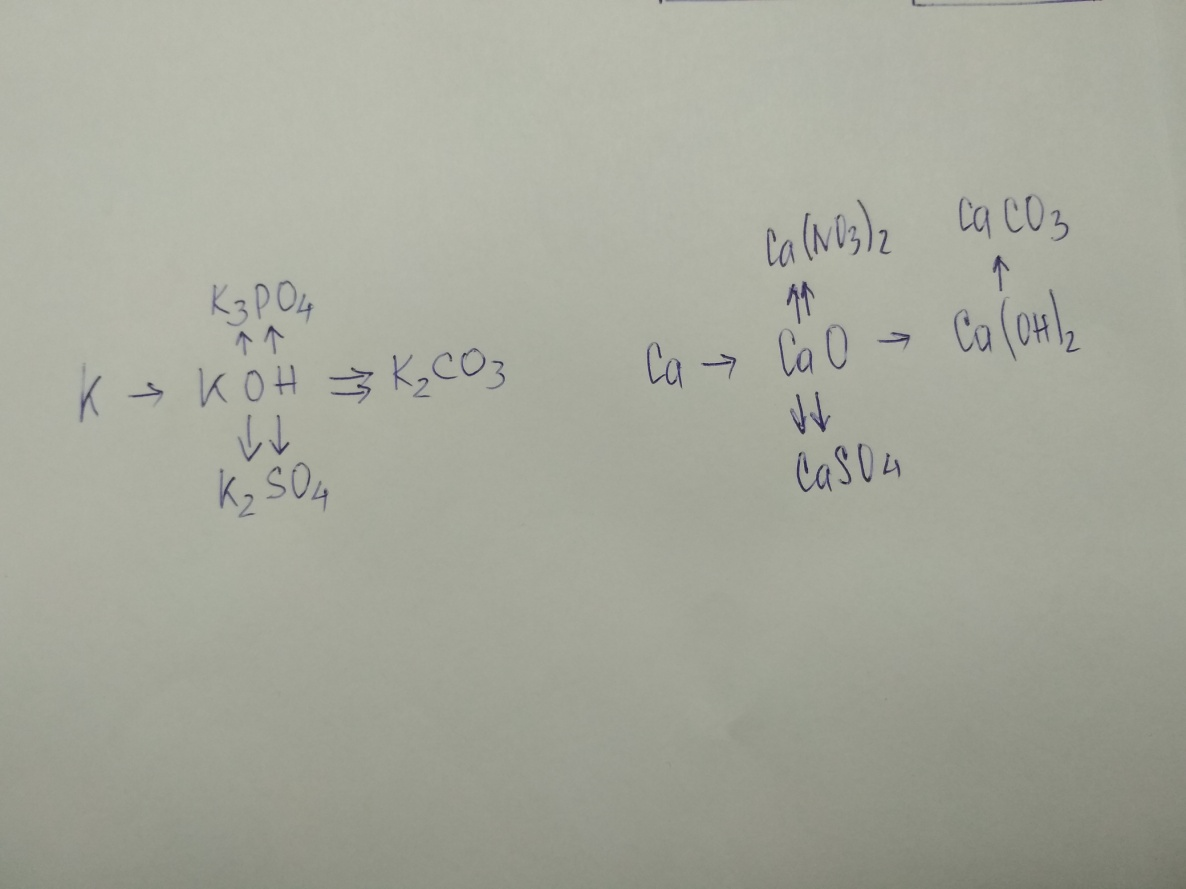 K₃PO₄
↑ ↑
K → KOH ⇉ K₂CO₃
↓ ↓
K₂SO₄
Ca(NO₃)₂ CaCO₃
↑↑ ↑
Ca → CaO → Ca(OH)₂
↓↓
CaSO₄